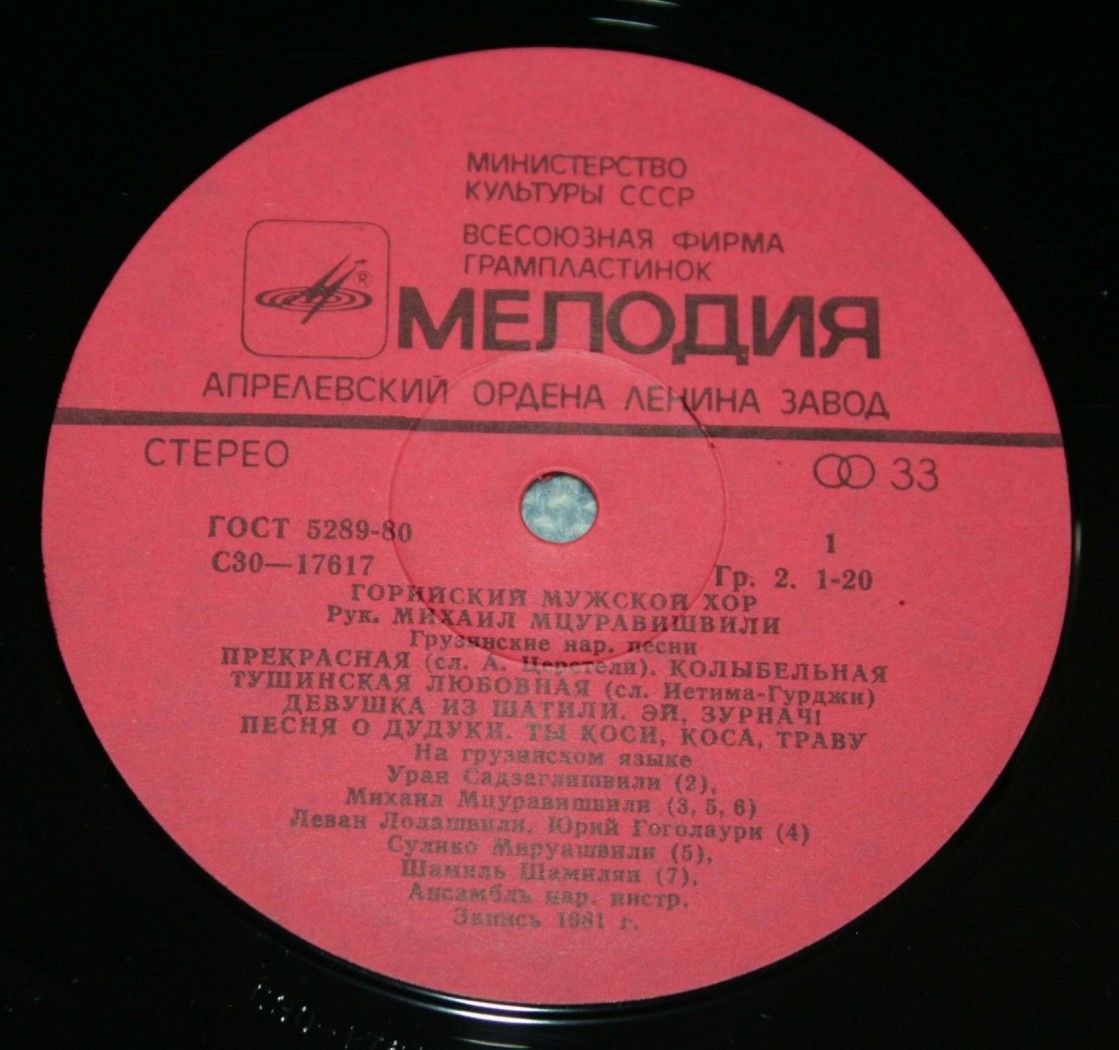 МИНИСТЕРСТВО
КУЛЬТУРЫ СССР
ВСЕСОЮЗНАЯ ФИРМА
ГРАМПЛАСТИНОК
МЕЛОДИЯ
®
АПРЕЛЕВСКИЙ ОРДЕНА ЛЕНИНА ЗАВОД
СТЕРЕО
33
ГОСТ 5289-80
1
С30—17617
Гр. 2. 1-20
ГОРИЙСКИЙ МУЖСКОЙ ХОР
Рук. МИХАИЛ МЦУРАВИШВИЛИ
Грузинские нар. песни
ПРЕКРАСНАЯ (сл. А. Церетели). КОЛЫБЕЛЬНАЯ
ТУШИНСКАЯ ЛЮБОВНАЯ (сл. Иетима-Гурджи)
ДЕВУШКА ИЗ ШАТИЛИ. ЭЙ, ЗУРНАЧ!
ПЕСНЯ О ДУДУКИ. ТЫ КОСИ, КОСА, ТРАВУ
На грузинском языке
Уран Садзаглишвили (2),
Михаил Мцуравишвили (3, 5, 6)
Леван Лолашвили, Юрий Гоголаури (4)
Сулико Мируашвили (5),
Шамиль Шамилян (7),
Ансамбль нар. инстр.
Запись 1981 г.